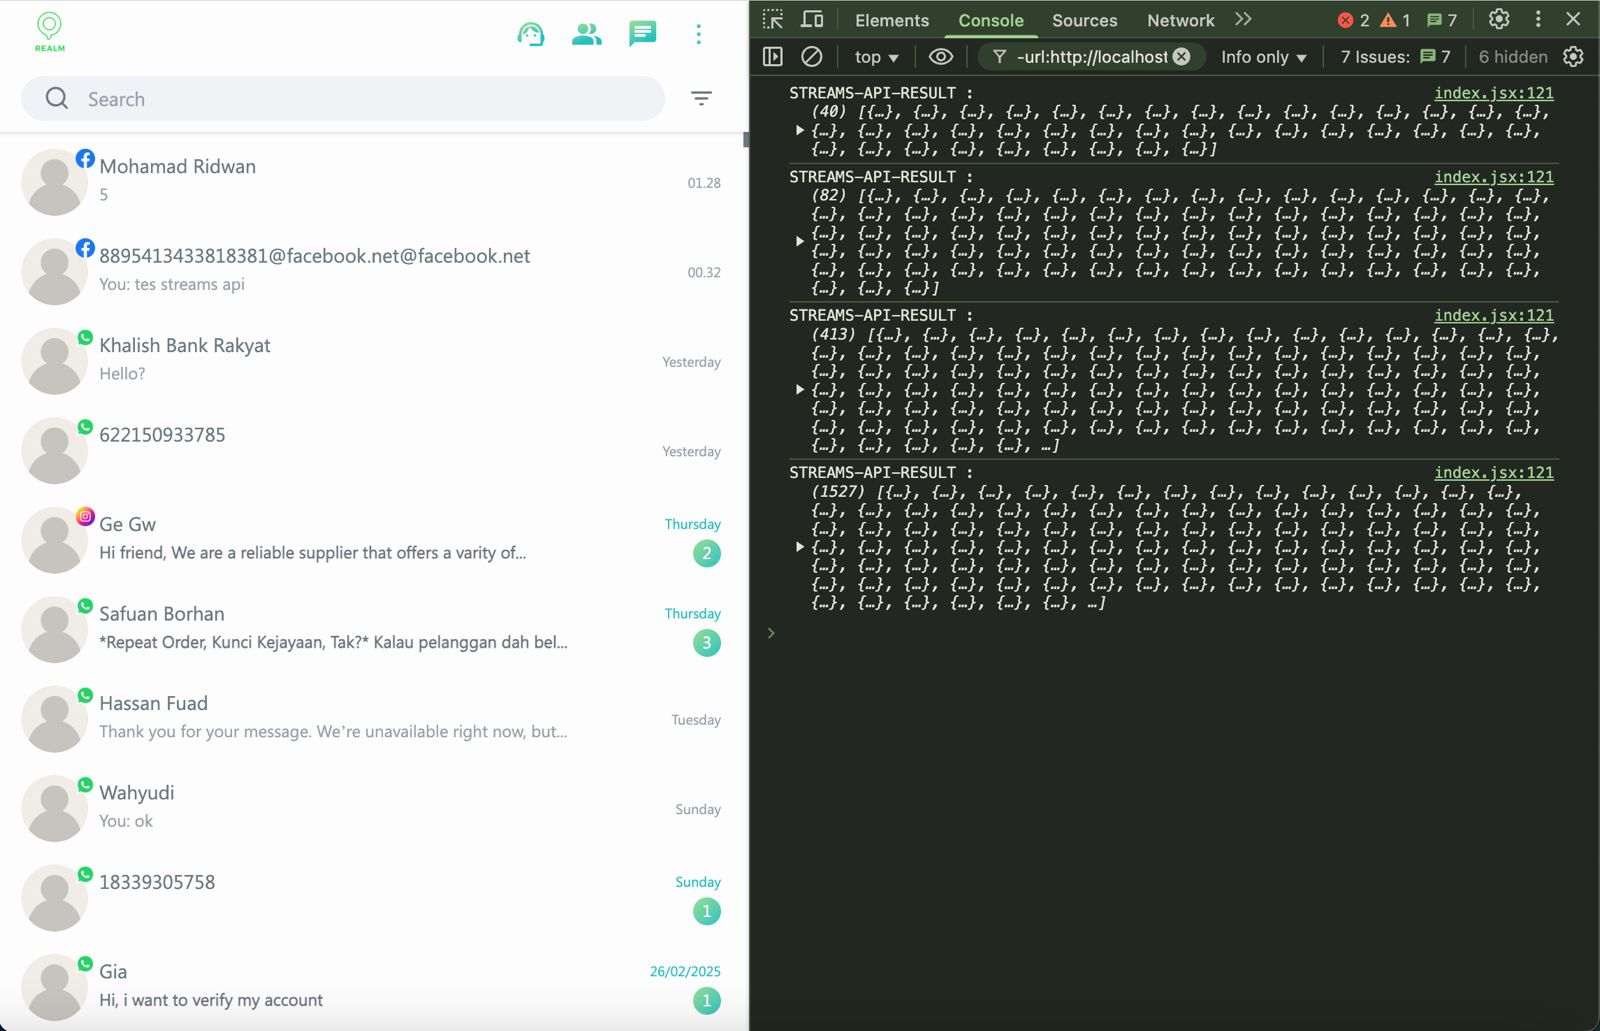 REALM
Search
Mohamad Ridwan
5
01.28
8895413433818381@facebook.net@facebook.net
You: tes streams api
00.32
Khalish Bank Rakyat
Hello?
Yesterday
622150933785
Yesterday
Ge Gw
Hi friend, We are a reliable supplier that offers a varity of...
Thursday
2
Safuan Borhan
*Repeat Order, Kunci Kejayaan, Tak?* Kalau pelanggan dah bel...
Thursday
3
Hassan Fuad
Thank you for your message. We're unavailable right now, but...
Tuesday
Wahyudi
You: ok
Sunday
18339305758
Sunday
1
Gia
Hi, i want to verify my account
26/02/2025
1
Elements Console Sources Network 2 1 7
top -url:http://localhost Info only 7 Issues: 7 6 hidden
STREAMS-API-RESULT : index.jsx:121
(40) [{…}, {…}, {…}, {…}, {…}, {…}, {…}, {…}, {…}, {…}, {…}, {…}, {…}, {…}, {…},
{…}, {…}, {…}, {…}, {…}, {…}, {…}, {…}, {…}, {…}, {…}, {…}, {…}, {…}, {…}, {…},
{…}, {…}, {…}, {…}, {…}, {…}, {…}, {…}, {…}]
STREAMS-API-RESULT : index.jsx:121
(82) [{…}, {…}, {…}, {…}, {…}, {…}, {…}, {…}, {…}, {…}, {…}, {…}, {…}, {…}, {…},
{…}, {…}, {…}, {…}, {…}, {…}, {…}, {…}, {…}, {…}, {…}, {…}, {…}, {…}, {…}, {…},
{…}, {…}, {…}, {…}, {…}, {…}, {…}, {…}, {…}, {…}, {…}, {…}, {…}, {…}, {…}, {…},
{…}, {…}, {…}, {…}, {…}, {…}, {…}, {…}, {…}, {…}, {…}, {…}, {…}, {…}, {…}, {…},
{…}, {…}, {…}, {…}, {…}, {…}, {…}, {…}, {…}, {…}, {…}, {…}, {…}, {…}, {…}, {…},
{…}, {…}, {…}]
STREAMS-API-RESULT : index.jsx:121
(413) [{…}, {…}, {…}, {…}, {…}, {…}, {…}, {…}, {…}, {…}, {…}, {…}, {…}, {…}, {…},
{…}, {…}, {…}, {…}, {…}, {…}, {…}, {…}, {…}, {…}, {…}, {…}, {…}, {…}, {…}, {…},
{…}, {…}, {…}, {…}, {…}, {…}, {…}, {…}, {…}, {…}, {…}, {…}, {…}, {…}, {…}, {…},
{…}, {…}, {…}, {…}, {…}, {…}, {…}, {…}, {…}, {…}, {…}, {…}, {…}, {…}, {…}, {…},
{…}, {…}, {…}, {…}, {…}, {…}, {…}, {…}, {…}, {…}, {…}, {…}, {…}, {…}, {…}, {…},
{…}, {…}, {…}, {…}, {…}, {…}, {…}, {…}, {…}, {…}, {…}, {…}, {…}, {…}, {…}, {…},
{…}, {…}, {…}, {…}, {…}, …]
STREAMS-API-RESULT : index.jsx:121
(1527) [{…}, {…}, {…}, {…}, {…}, {…}, {…}, {…}, {…}, {…}, {…}, {…}, {…}, {…},
{…}, {…}, {…}, {…}, {…}, {…}, {…}, {…}, {…}, {…}, {…}, {…}, {…}, {…}, {…}, {…},
{…}, {…}, {…}, {…}, {…}, {…}, {…}, {…}, {…}, {…}, {…}, {…}, {…}, {…}, {…}, {…},
{…}, {…}, {…}, {…}, {…}, {…}, {…}, {…}, {…}, {…}, {…}, {…}, {…}, {…}, {…}, {…},
{…}, {…}, {…}, {…}, {…}, {…}, {…}, {…}, {…}, {…}, {…}, {…}, {…}, {…}, {…}, {…},
{…}, {…}, {…}, {…}, {…}, {…}, {…}, {…}, {…}, {…}, {…}, {…}, {…}, {…}, {…}, {…},
{…}, {…}, {…}, {…}, {…}, {…}, …]